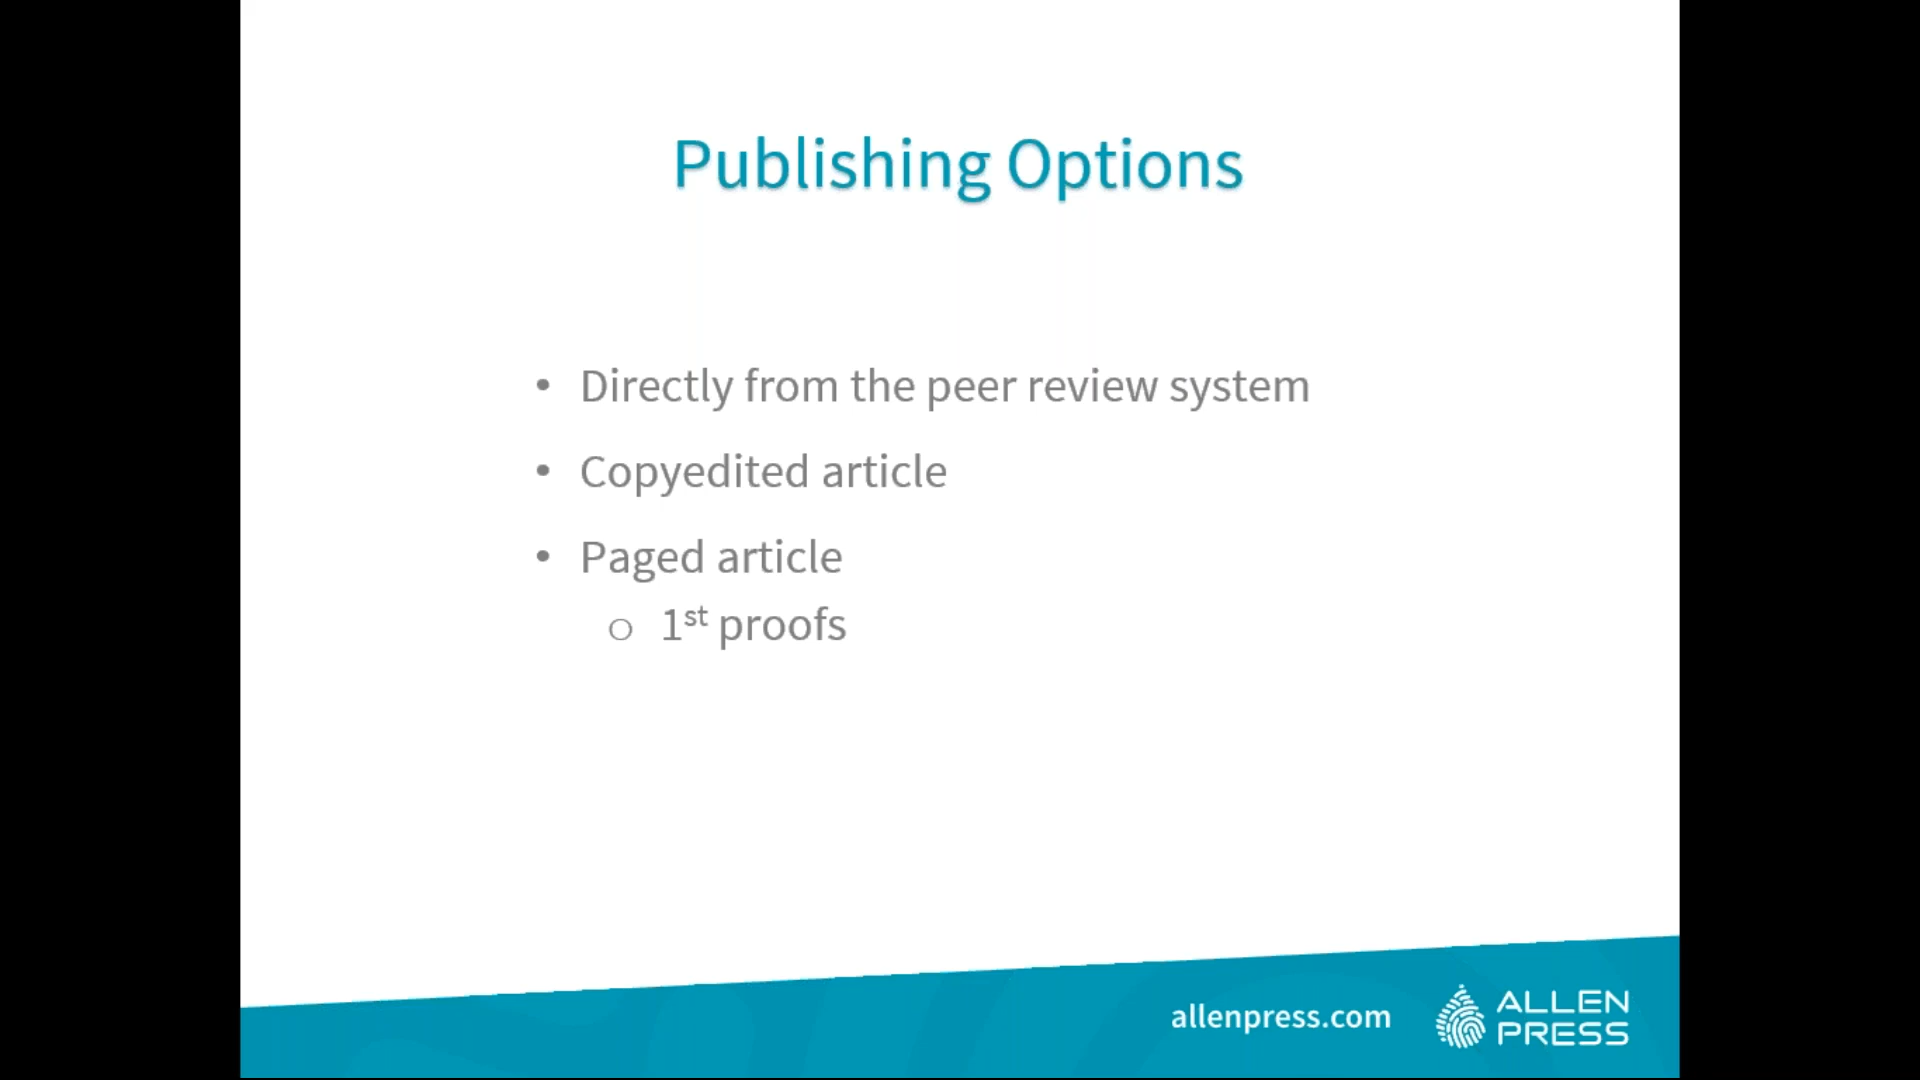 Publishing Options
• Directly from the peer review system
• Copyedited article
• Paged article
o 1st proofs
allenpress.com
ALLEN
PRESS